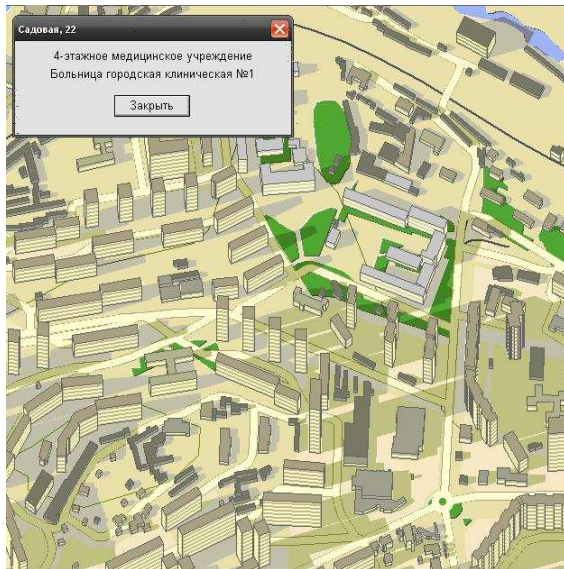 Садовая, 22
4-этажное медицинское учреждение
Больница городская клиническая №1
Закрыть